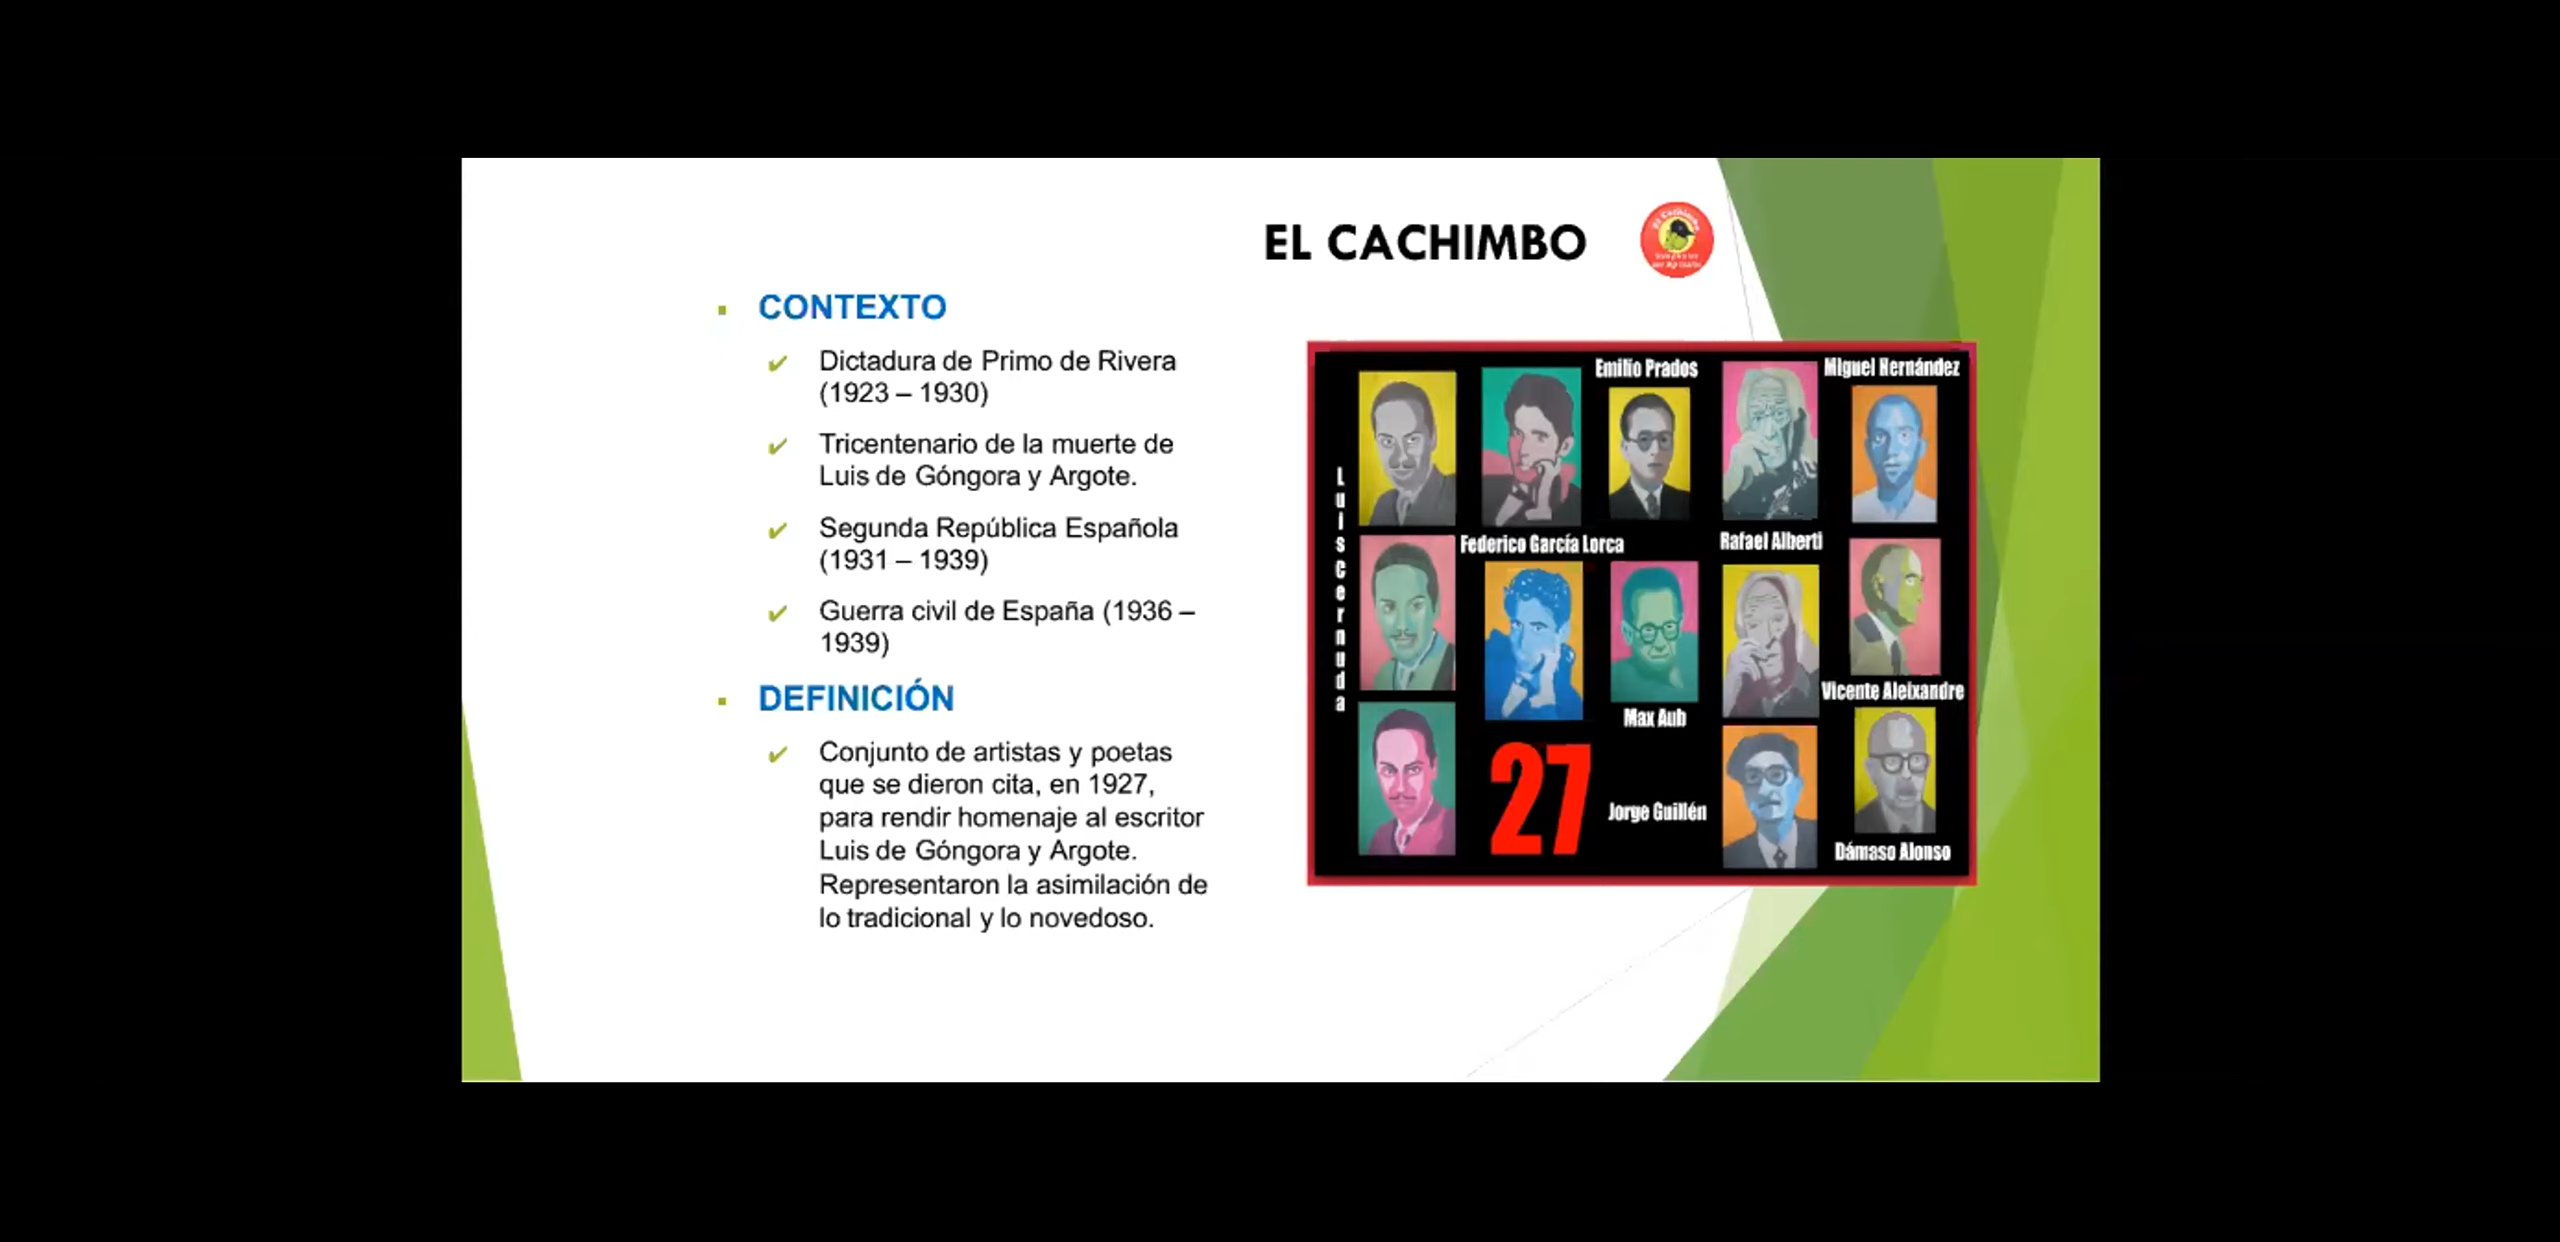 EL CACHIMBO
CONTEXTO
Dictadura de Primo de Rivera
(1923 – 1930)
Tricentenario de la muerte de
Luis de Góngora y Argote.
Segunda República Española
(1931 – 1939)
Guerra civil de España (1936 –
1939)
DEFINICIÓN
Conjunto de artistas y poetas
que se dieron cita, en 1927,
para rendir homenaje al escritor
Luis de Góngora y Argote.
Representaron la asimilación de
lo tradicional y lo novedoso.
Luis cernuda
Emilio Prados
Miguel Hernández
Federico García Lorca
Rafael Alberti
Vicente Aleixandre
Max Aub
27
Jorge Guillén
Dámaso Alonso
El Cachimbo